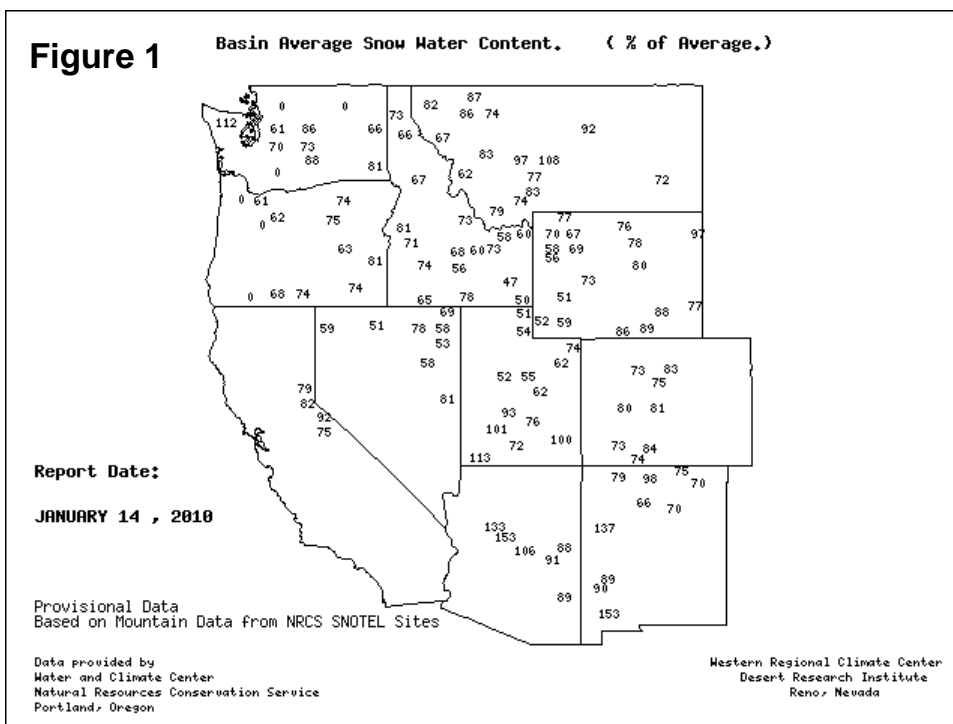 Figure 1
Basin Average Snow Water Content. ( % of Average.)
87
82
0 0 86 74
73
112
61 86 66 66 67 92
70 73
88 83
97 108
0 81 67 62 77 72
83
0 61 74 74
79
0 62 75 73 77 76
81 58 60 70 67 97
63 71 68 60 73 58 69 78
81 74 56 56 80
47 73
0 68 74 74 65 78 50 51
69 51 88 77
59 51 78 58 54 52 59 86 89
53 74
58 62
52 55 73 83
75
79 62
82 81
92 93 76 80 81
75 101
72 100 73 84
113 74
Report Date:
79 98 75 70
66 70
JANUARY 14 , 2010
133 137
153
106 88
91
89
89 90
153
Provisional Data
Based on Mountain Data from NRCS SNOTEL Sites
Data provided by
Water and Climate Center
Natural Resources Conservation Service
Portland, Oregon
Western Regional Climate Center
Desert Research Institute
Reno, Nevada